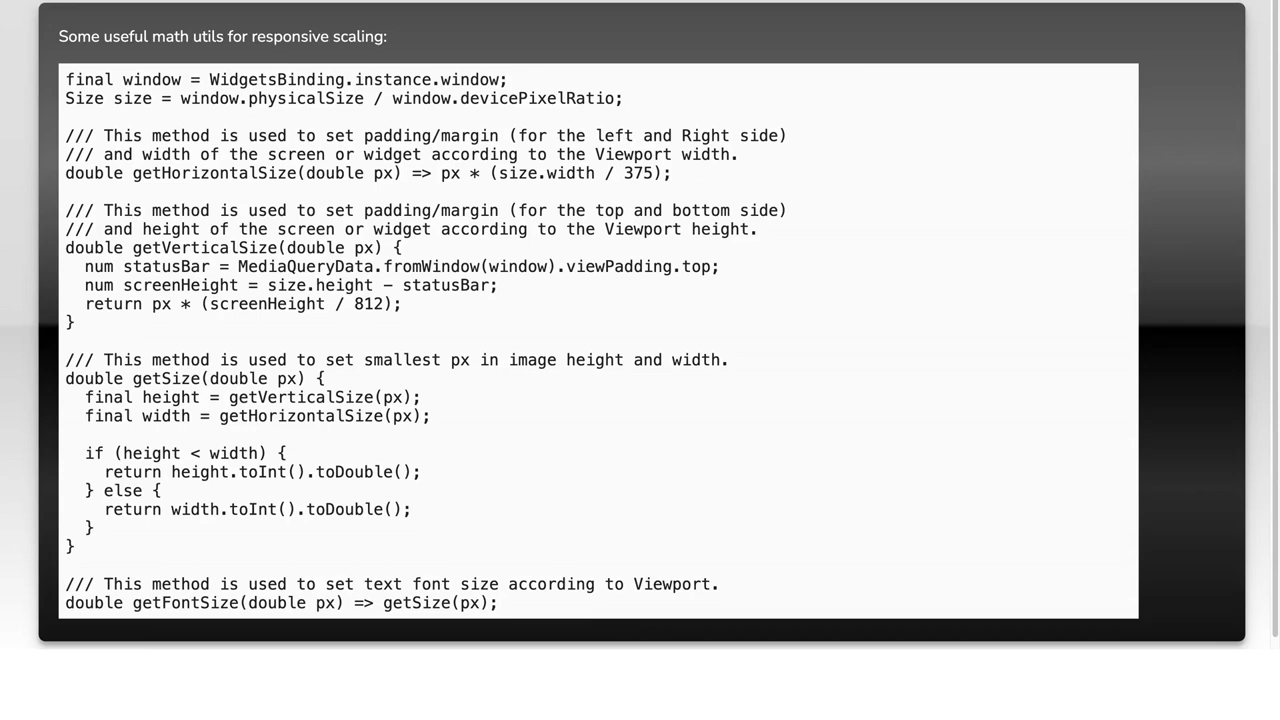 Some useful math utils for responsive scaling:
final window = WidgetsBinding.instance.window;
Size size = window.physicalSize / window.devicePixelRatio;
/// This method is used to set padding/margin (for the left and Right side)
/// and width of the screen or widget according to the Viewport width.
double getHorizontalSize(double px) => px * (size.width / 375);
/// This method is used to set padding/margin (for the top and bottom side)
/// and height of the screen or widget according to the Viewport height.
double getVerticalSize(double px) {
  num statusBar = MediaQueryData.fromWindow(window).viewPadding.top;
  num screenHeight = size.height - statusBar;
  return px * (screenHeight / 812);
}
/// This method is used to set smallest px in image height and width.
double getSize(double px) {
  final height = getVerticalSize(px);
  final width = getHorizontalSize(px);
  if (height < width) {
    return height.toInt().toDouble();
  } else {
    return width.toInt().toDouble();
  }
}
/// This method is used to set text font size according to Viewport.
double getFontSize(double px) => getSize(px);